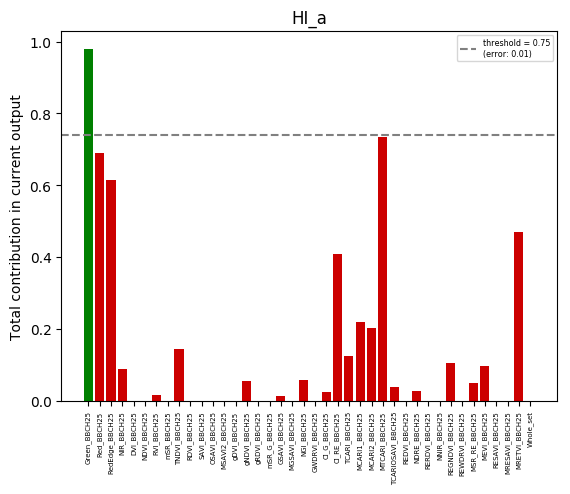 HI_a
threshold = 0.75
(error: 0.01)
Total contribution in current output
1.0
0.8
0.6
0.4
0.2
0.0
Green_BBCH25
Red_BBCH25
RedEdge_BBCH25
NIR_BBCH25
DVI_BBCH25
NDVI_BBCH25
RVI_BBCH25
mSR_BBCH25
TNDVI_BBCH25
RDVI_BBCH25
SAVI_BBCH25
OSAVI_BBCH25
MSAVI2_BBCH25
gDVI_BBCH25
gNDVI_BBCH25
gRDVI_BBCH25
mSR_G_BBCH25
GSAVI_BBCH25
MGSAVI_BBCH25
NGI_BBCH25
GWDRVI_BBCH25
CI_G_BBCH25
CI_RE_BBCH25
TCARI_BBCH25
MCARI1_BBCH25
MCARI2_BBCH25
MTCARI_BBCH25
TCARIOSAVI_BBCH25
REDVI_BBCH25
NDRE_BBCH25
RERDVI_BBCH25
NNIR_BBCH25
REGNDVI_BBCH25
REWDRVI_BBCH25
MSR_RE_BBCH25
MEVI_BBCH25
RESAVI_BBCH25
MRESAVI_BBCH25
MRETVI_BBCH25
Whole_set